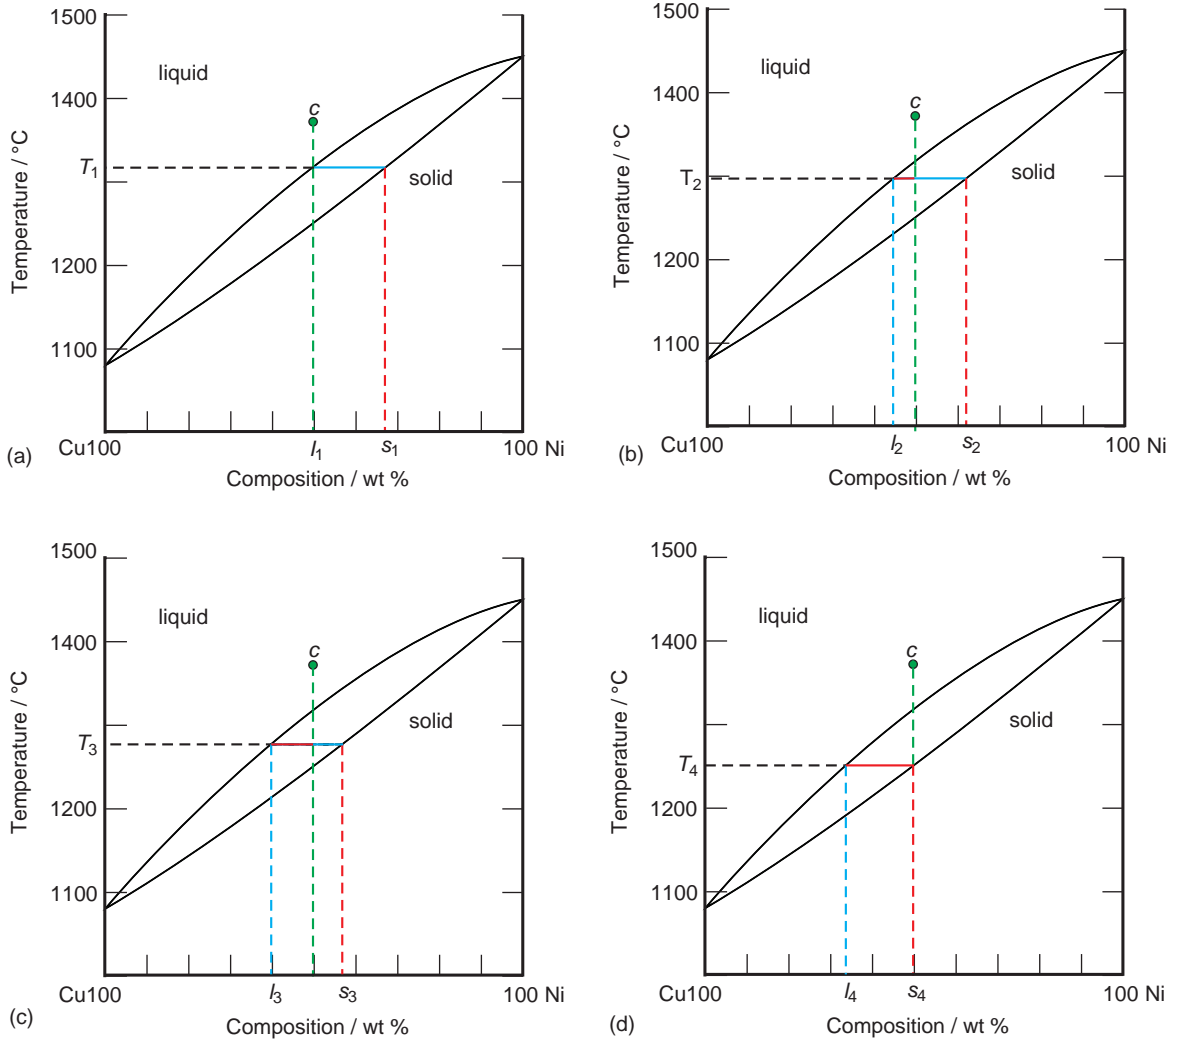 1500
liquid
1400
c
T1
solid
Temperature / °C
1200
1100
Cu100
l1
s1
100 Ni
(a)
Composition / wt %
1500
liquid
1400
c
T2
solid
Temperature / °C
1200
1100
Cu100
l2
s2
100 Ni
(b)
Composition / wt %
1500
liquid
1400
c
T3
solid
Temperature / °C
1200
1100
Cu100
l3
s3
100 Ni
(c)
Composition / wt %
1500
liquid
1400
c
T4
solid
Temperature / °C
1200
1100
Cu100
l4
s4
100 Ni
(d)
Composition / wt %